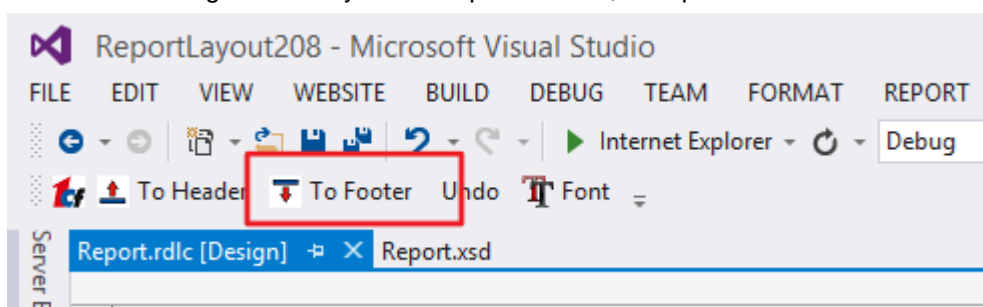 ReportLayout208 - Microsoft Visual Studio
FILE EDIT VIEW WEBSITE BUILD DEBUG TEAM FORMAT REPORT
Internet Explorer Debug
To Header To Footer Undo Font
Server
Report.rdlc [Design] Report.xsd